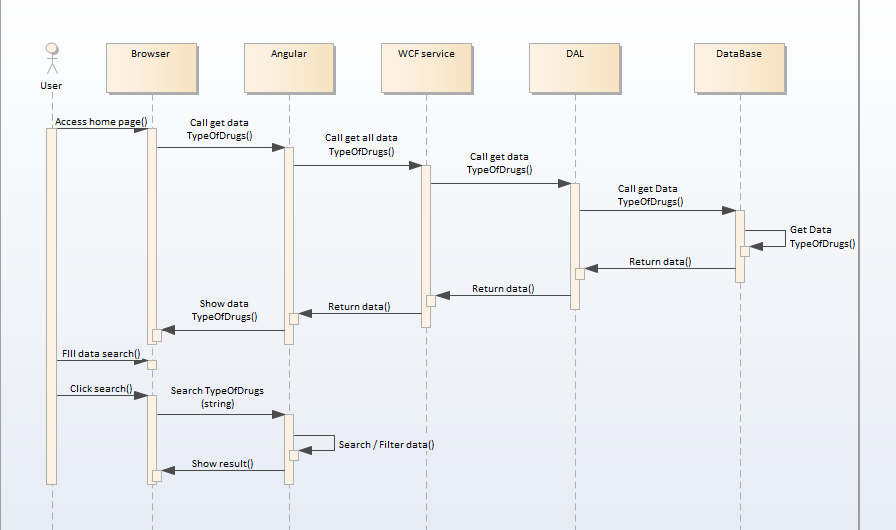 Browser
Angular
WCF service
DAL
DataBase
User
Access home page()
Call get data
TypeOfDrugs()
Call get all data
TypeOfDrugs()
Call get data
TypeOfDrugs()
Call get Data
TypeOfDrugs()
Get Data
TypeOfDrugs()
Return data()
Return data()
Return data()
Show data
TypeOfDrugs()
FIll data search()
Click search()
Search TypeOfDrugs
(string)
Search / Filter data()
Show result()